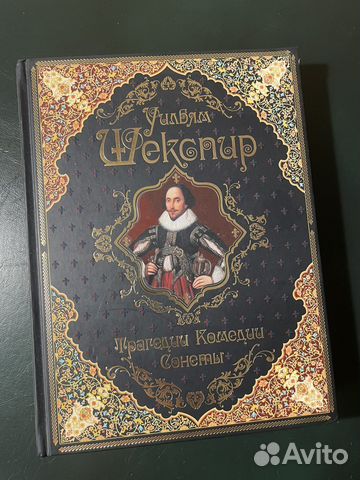 Уильям
Шекспир
Трагедии Комедии
Сонеты
Avito